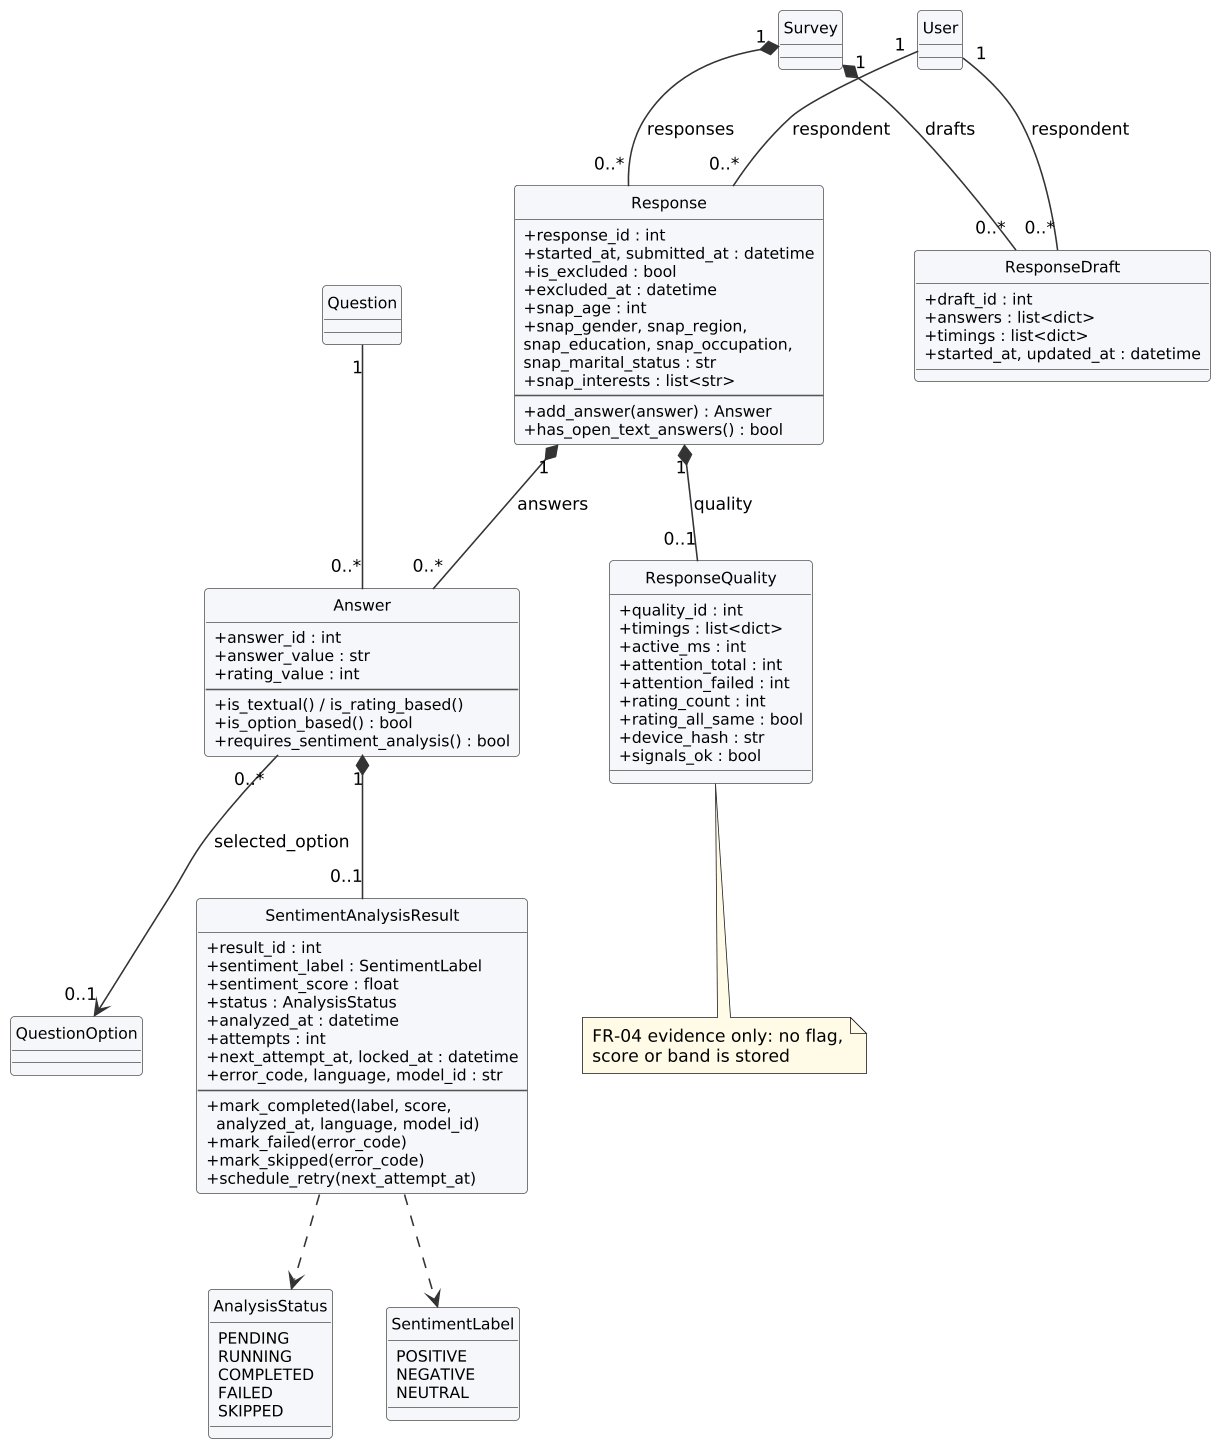 Survey
User
1
1
1
1
responses
respondent
drafts
respondent
0..*
0..*
0..*
0..*
Response
+response_id : int
+started_at, submitted_at : datetime
+is_excluded : bool
+excluded_at : datetime
+snap_age : int
+snap_gender, snap_region,
snap_education, snap_occupation,
snap_marital_status : str
+snap_interests : list<str>
+add_answer(answer) : Answer
+has_open_text_answers() : bool
ResponseDraft
+draft_id : int
+answers : list<dict>
+timings : list<dict>
+started_at, updated_at : datetime
Question
1
1
1
answers
quality
0..*
0..*
0..1
Answer
+answer_id : int
+answer_value : str
+rating_value : int
+is_textual() / is_rating_based()
+is_option_based() : bool
+requires_sentiment_analysis() : bool
ResponseQuality
+quality_id : int
+timings : list<dict>
+active_ms : int
+attention_total : int
+attention_failed : int
+rating_count : int
+rating_all_same : bool
+device_hash : str
+signals_ok : bool
0..*
1
selected_option
0..1
0..1
QuestionOption
SentimentAnalysisResult
+result_id : int
+sentiment_label : SentimentLabel
+sentiment_score : float
+status : AnalysisStatus
+analyzed_at : datetime
+attempts : int
+next_attempt_at, locked_at : datetime
+error_code, language, model_id : str
+mark_completed(label, score,
analyzed_at, language, model_id)
+mark_failed(error_code)
+mark_skipped(error_code)
+schedule_retry(next_attempt_at)
FR-04 evidence only: no flag,
score or band is stored
AnalysisStatus
PENDING
RUNNING
COMPLETED
FAILED
SKIPPED
SentimentLabel
POSITIVE
NEGATIVE
NEUTRAL